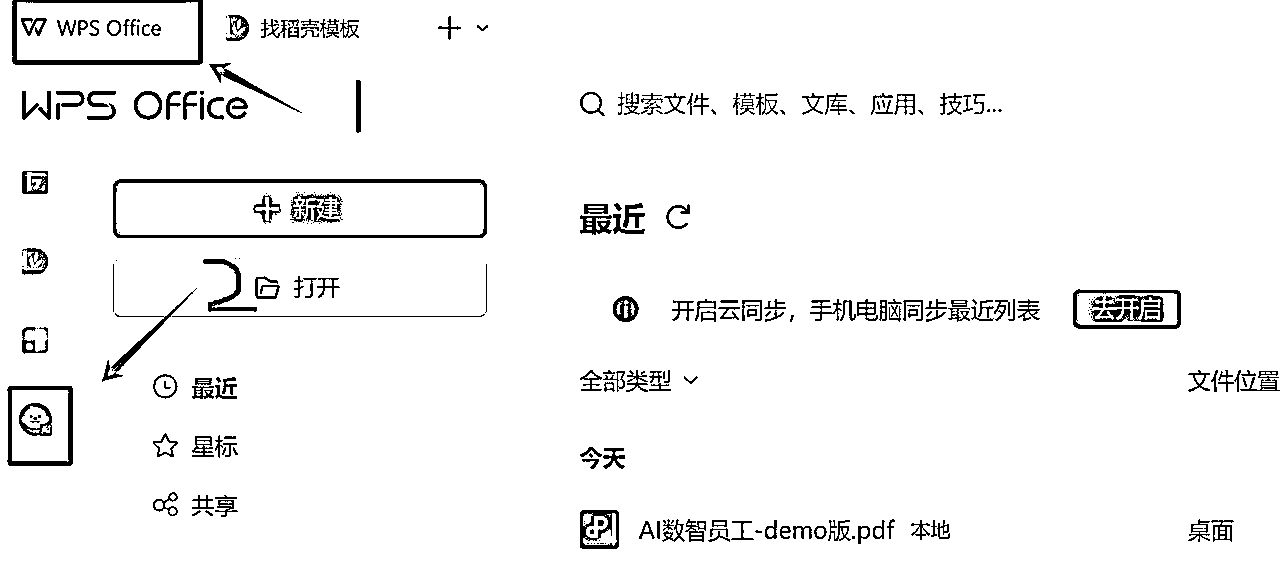 WPS Office 找稻壳模板
WPS Office
搜索文件、模板、文库、应用、技巧...
新建
最近
2 打开
开启云同步，手机电脑同步最近列表 去开启
最近
全部类型 文件位置
星标
今天
共享
AI数智员工-demo版.pdf 本地 桌面